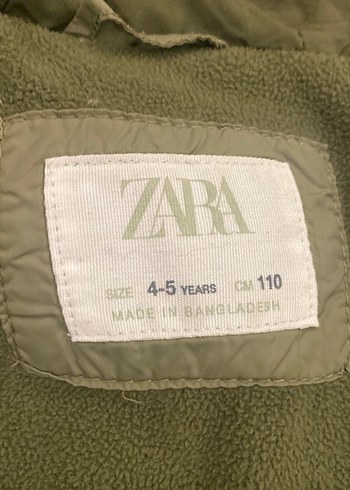 ZARA
SIZE 4-5 YEARS CM 110
MADE IN BANGLADESH